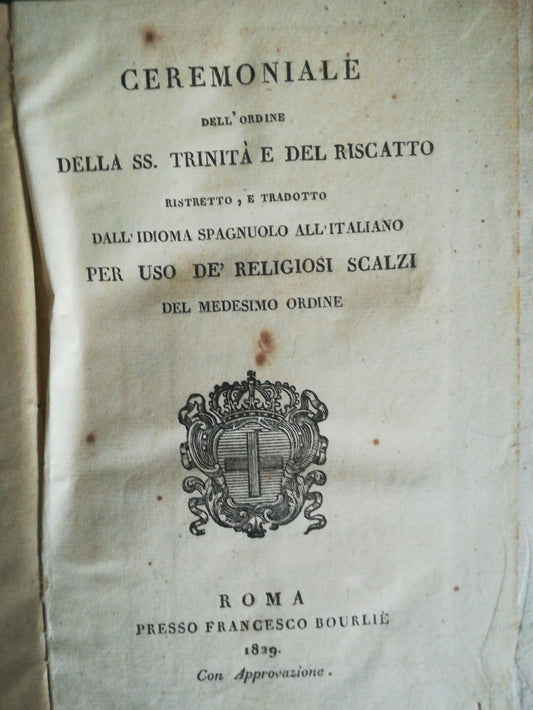 CEREMONIALE
DELL'ORDINE
DELLA SS. TRINITÀ E DEL RISCATTO
RISTRETTO, E TRADOTTO
DALL'IDIOMA SPAGNUOLO ALL'ITALIANO
PER USO DE' RELIGIOSI SCALZI
DEL MEDESIMO ORDINE
ROMA
PRESSO FRANCESCO BOURLIÈ
1829.
Con Approvazione.